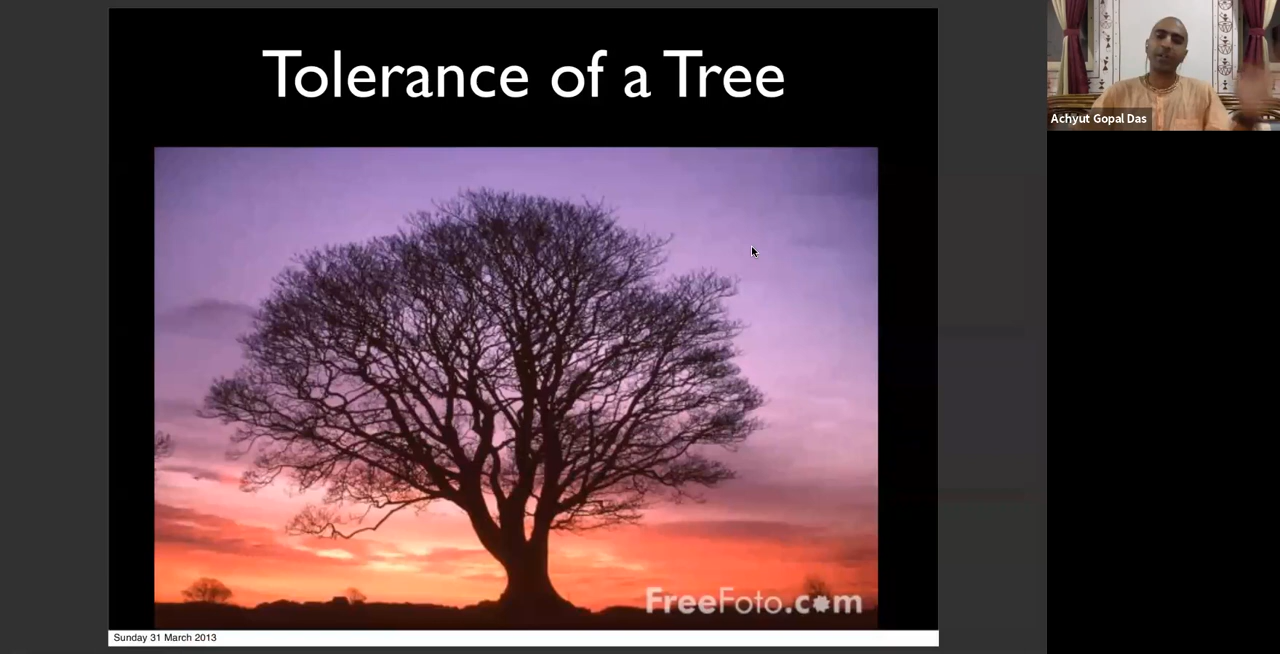 Tolerance of a Tree
Achyut Gopal Das
FreeFoto.com
Sunday 31 March 2013